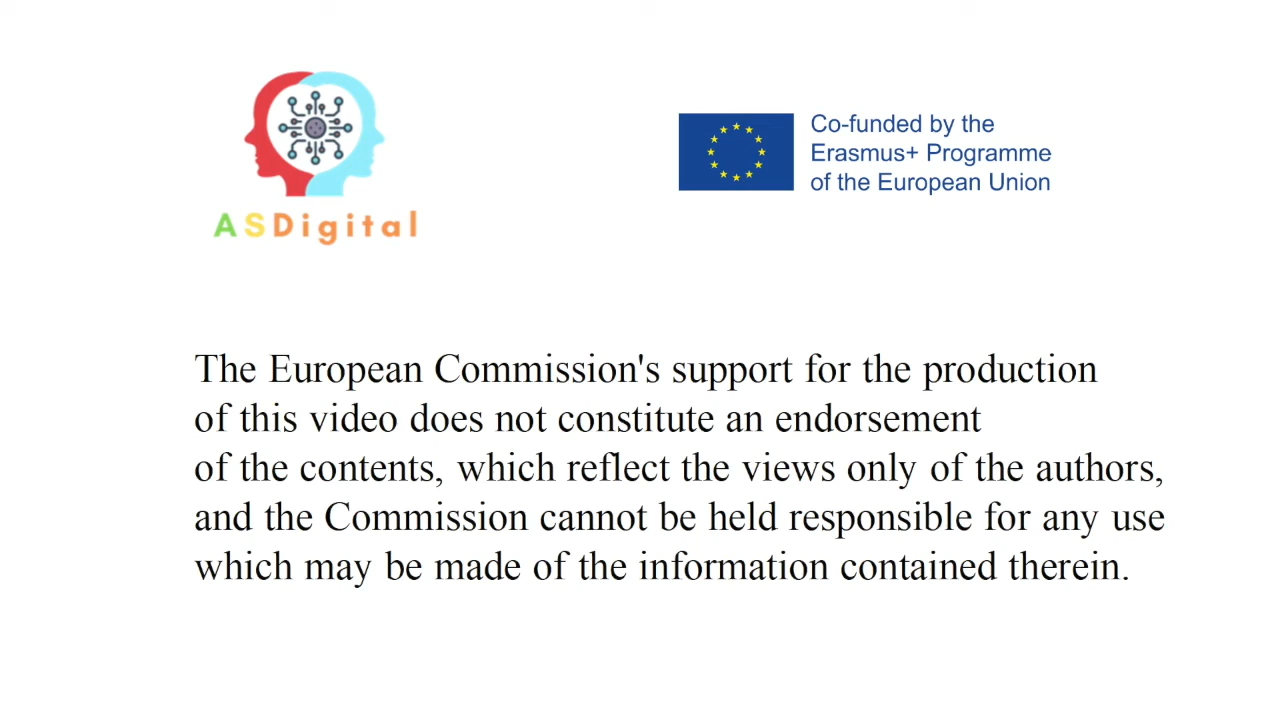 ASDigital
Co-funded by the
Erasmus+ Programme
of the European Union
The European Commission's support for the production
of this video does not constitute an endorsement
of the contents, which reflect the views only of the authors,
and the Commission cannot be held responsible for any use
which may be made of the information contained therein.